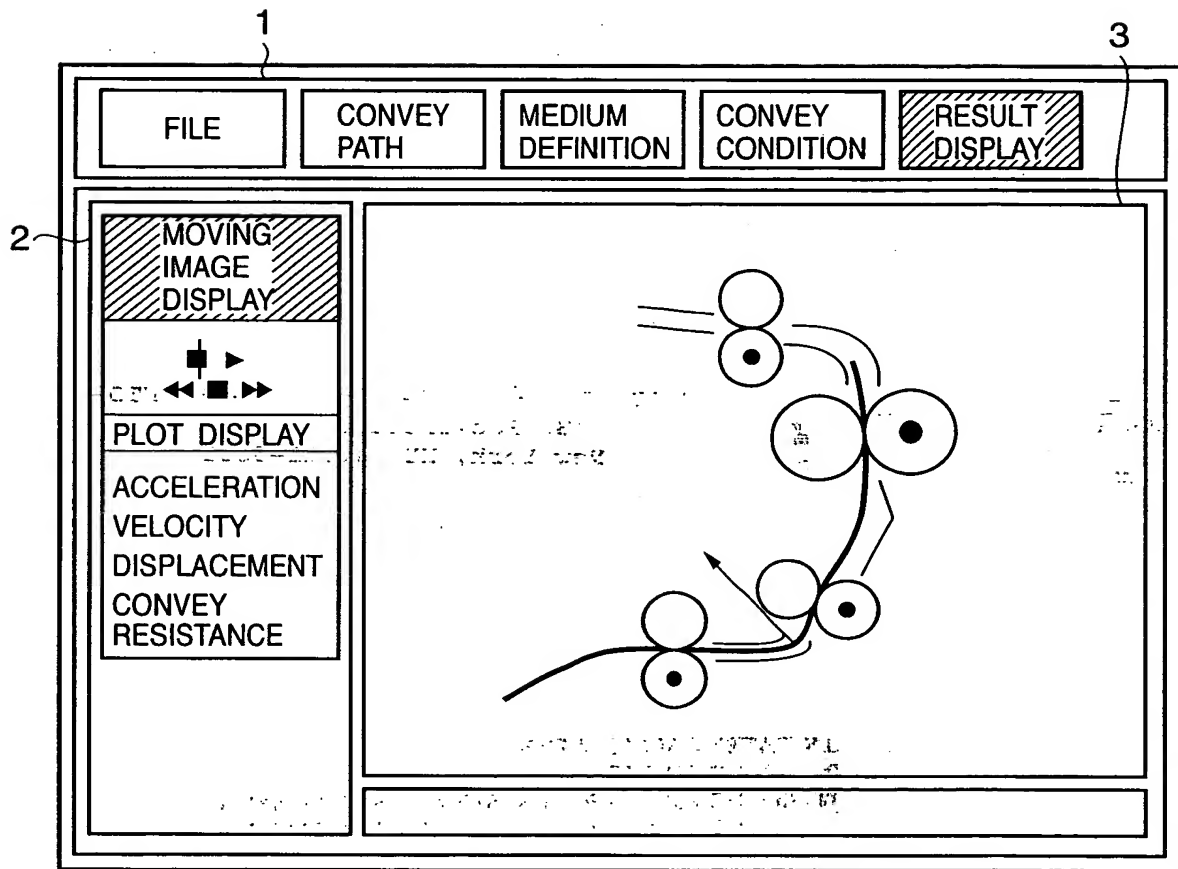 1
3
FILE
CONVEY
PATH
MEDIUM
DEFINITION
CONVEY
CONDITION
RESULT
DISPLAY
2
MOVING
IMAGE
DISPLAY
PLOT DISPLAY
ACCELERATION
VELOCITY
DISPLACEMENT
CONVEY
RESISTANCE